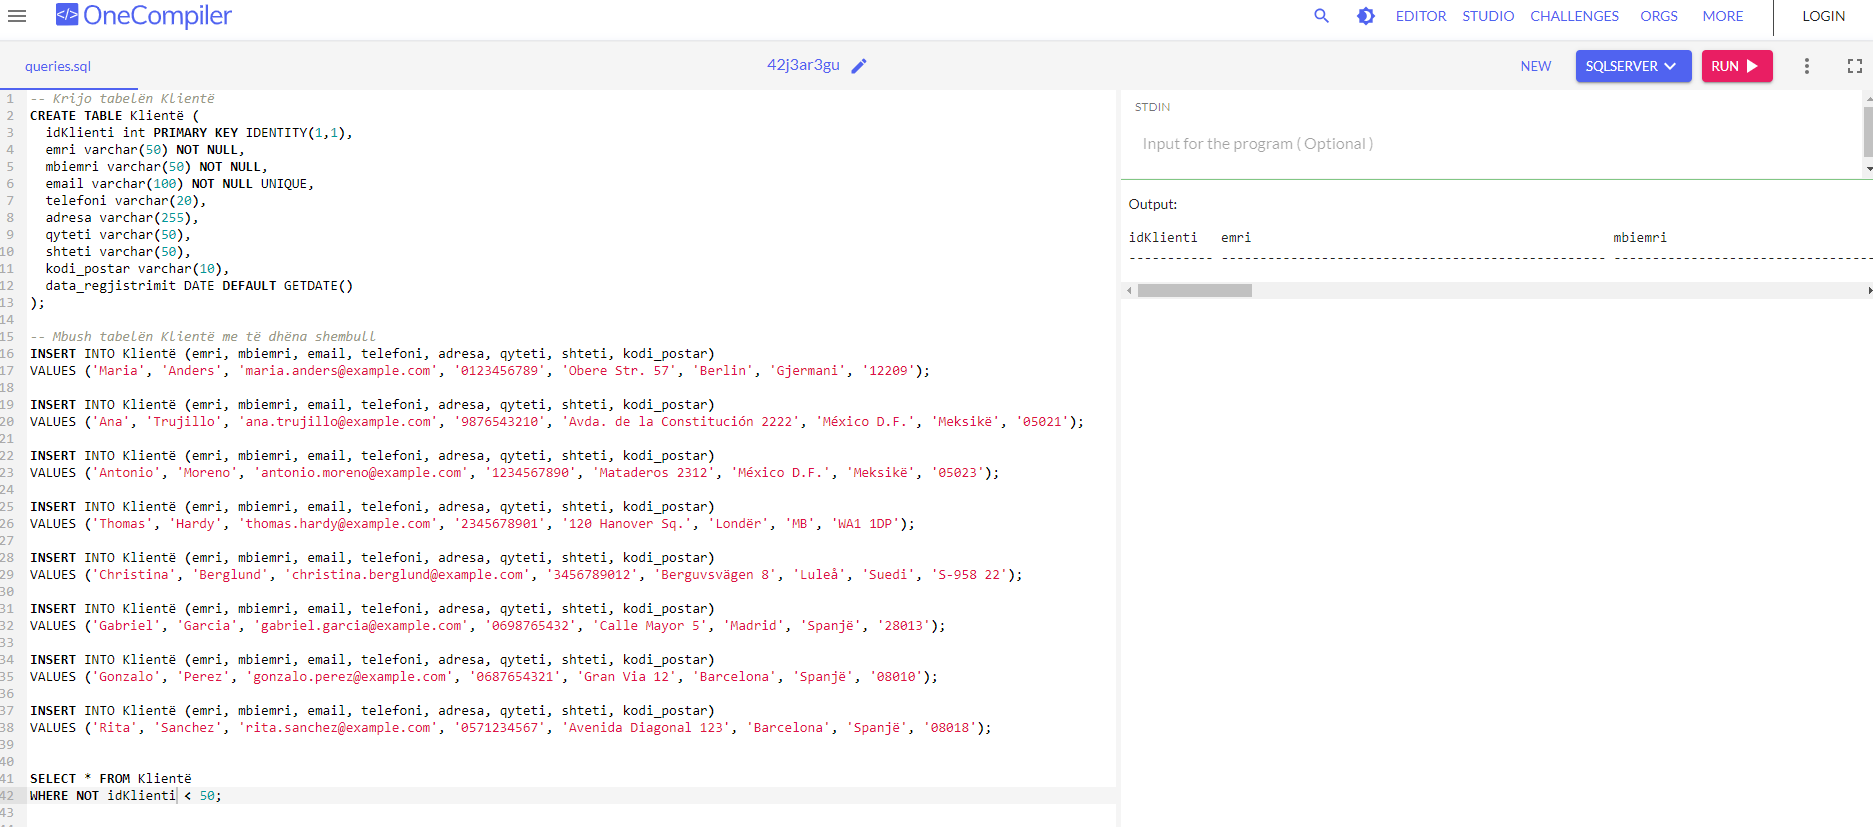 </> OneCompiler
EDITOR STUDIO CHALLENGES ORGS MORE LOGIN
queries.sql
42j3ar3gu
NEW SQLSERVER RUN
1 -- Krijo tabelën Klientë
2 CREATE TABLE Klientë (
3   idKlienti int PRIMARY KEY IDENTITY(1,1),
4   emri varchar(50) NOT NULL,
5   mbiemri varchar(50) NOT NULL,
6   email varchar(100) NOT NULL UNIQUE,
7   telefoni varchar(20),
8   adresa varchar(255),
9   qyteti varchar(50),
10   shteti varchar(50),
11   kodi_postar varchar(10),
12   data_regjistrimit DATE DEFAULT GETDATE()
13 );
14
15 -- Mbush tabelën Klientë me të dhëna shembull
16 INSERT INTO Klientë (emri, mbiemri, email, telefoni, adresa, qyteti, shteti, kodi_postar)
17 VALUES ('Maria', 'Anders', 'maria.anders@example.com', '0123456789', 'Obere Str. 57', 'Berlin', 'Gjermani', '12209');
18
19 INSERT INTO Klientë (emri, mbiemri, email, telefoni, adresa, qyteti, shteti, kodi_postar)
20 VALUES ('Ana', 'Trujillo', 'ana.trujillo@example.com', '9876543210', 'Avda. de la Constitución 2222', 'México D.F.', 'Meksikë', '05021');
21
22 INSERT INTO Klientë (emri, mbiemri, email, telefoni, adresa, qyteti, shteti, kodi_postar)
23 VALUES ('Antonio', 'Moreno', 'antonio.moreno@example.com', '1234567890', 'Mataderos 2312', 'México D.F.', 'Meksikë', '05023');
24
25 INSERT INTO Klientë (emri, mbiemri, email, telefoni, adresa, qyteti, shteti, kodi_postar)
26 VALUES ('Thomas', 'Hardy', 'thomas.hardy@example.com', '2345678901', '120 Hanover Sq.', 'Londër', 'MB', 'WA1 1DP');
27
28 INSERT INTO Klientë (emri, mbiemri, email, telefoni, adresa, qyteti, shteti, kodi_postar)
29 VALUES ('Christina', 'Berglund', 'christina.berglund@example.com', '3456789012', 'Berguvsvägen 8', 'Luleå', 'Suedi', 'S-958 22');
30
31 INSERT INTO Klientë (emri, mbiemri, email, telefoni, adresa, qyteti, shteti, kodi_postar)
32 VALUES ('Gabriel', 'Garcia', 'gabriel.garcia@example.com', '0698765432', 'Calle Mayor 5', 'Madrid', 'Spanjë', '28013');
33
34 INSERT INTO Klientë (emri, mbiemri, email, telefoni, adresa, qyteti, shteti, kodi_postar)
35 VALUES ('Gonzalo', 'Perez', 'gonzalo.perez@example.com', '0687654321', 'Gran Via 12', 'Barcelona', 'Spanjë', '08010');
36
37 INSERT INTO Klientë (emri, mbiemri, email, telefoni, adresa, qyteti, shteti, kodi_postar)
38 VALUES ('Rita', 'Sanchez', 'rita.sanchez@example.com', '0571234567', 'Avenida Diagonal 123', 'Barcelona', 'Spanjë', '08018');
39
40
41 SELECT * FROM Klientë
42 WHERE NOT idKlienti < 50;
43
STDIN
Input for the program ( Optional )
Output:
idKlienti emri mbiemri
----------- -------------------------------------------------- ----------------------------------